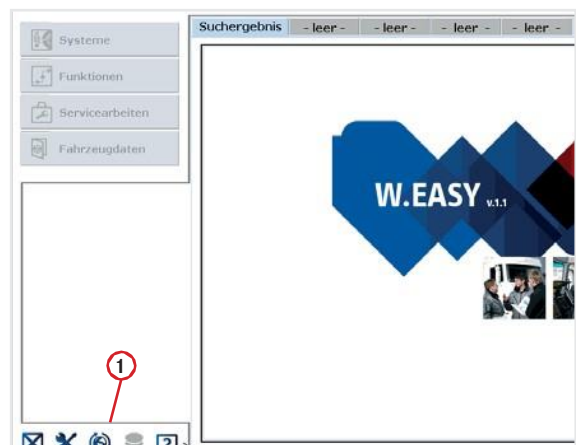 Systeme
Funktionen
Servicearbeiten
Fahrzeugdaten
Suchergebnis - leer - - leer - - leer - - leer -
W.EASY v.1.1
1
?